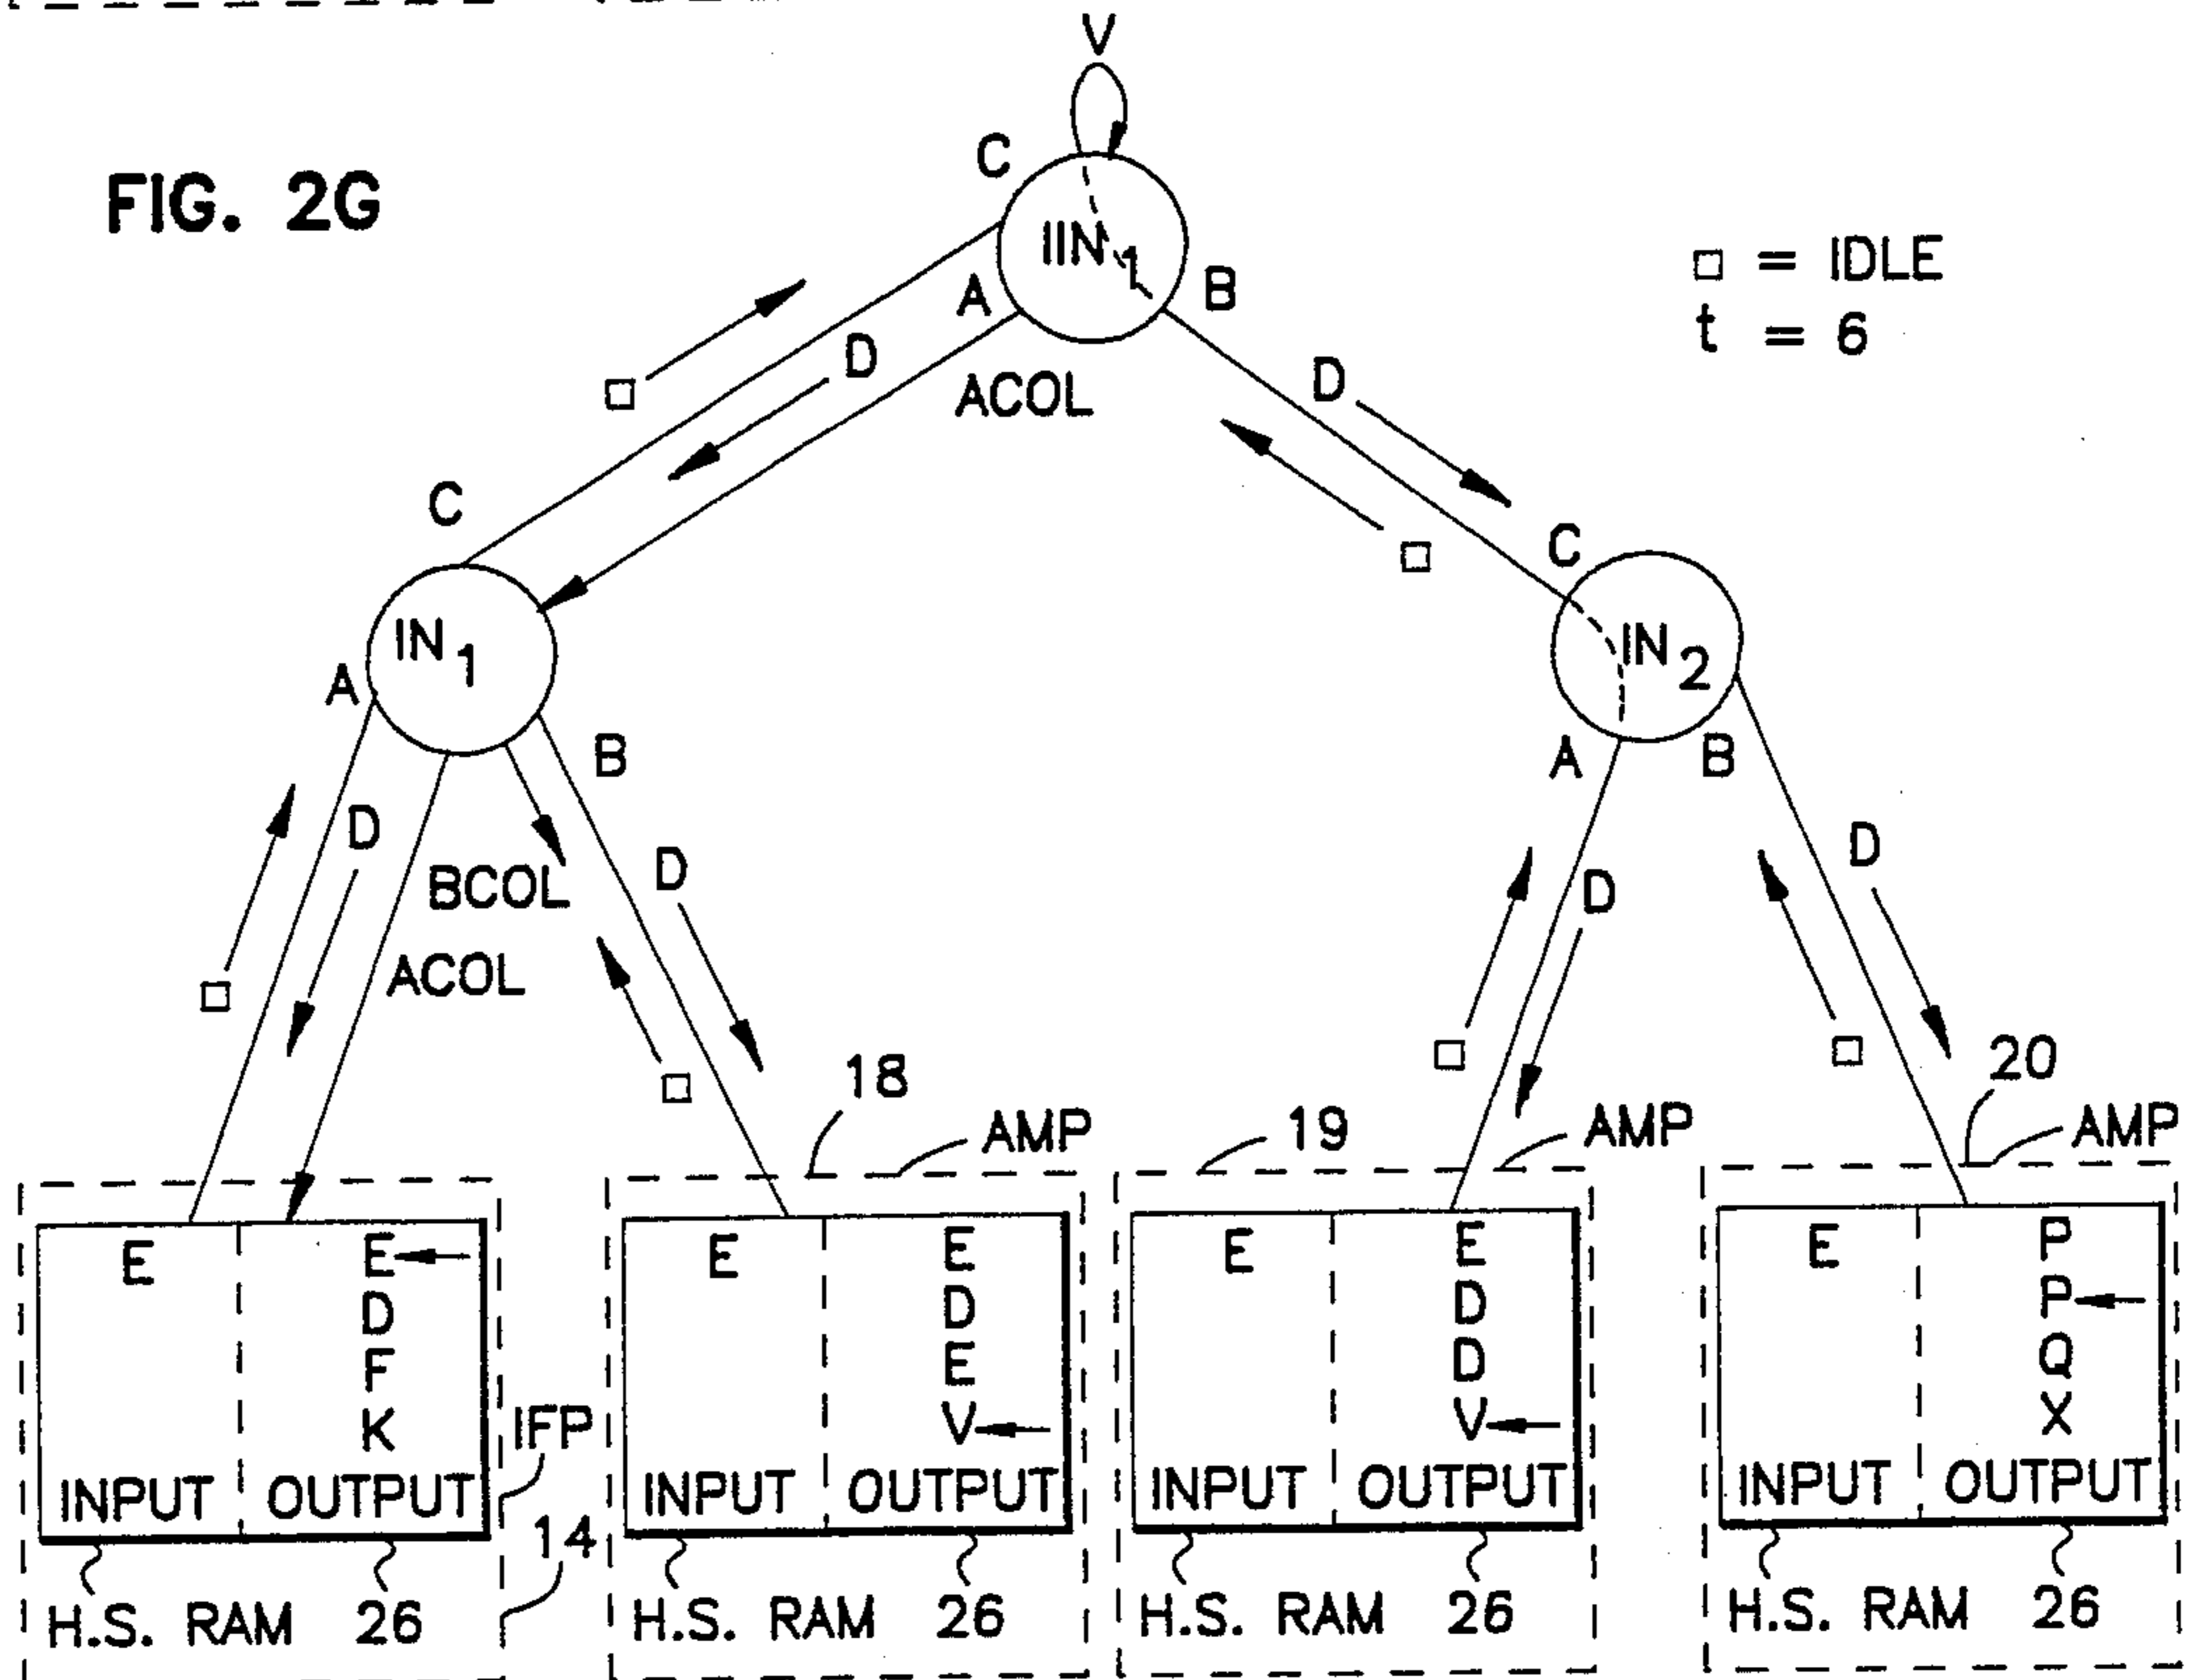 V
C
FIG. 2G
IIN1
A
B
□ = IDLE
t = 6
D
ACOL
D
C
C
IN1
IN2
A
B
A
B
D
D
D
D
BCOL
ACOL
18
19
20
AMP
AMP
AMP
E
E
D
F
K
INPUT
OUTPUT
IFP
14
H.S. RAM
26
E
E
D
E
V
INPUT
OUTPUT
H.S. RAM
26
E
E
D
D
V
INPUT
OUTPUT
H.S. RAM
26
E
P
P
Q
X
INPUT
OUTPUT
H.S. RAM
26